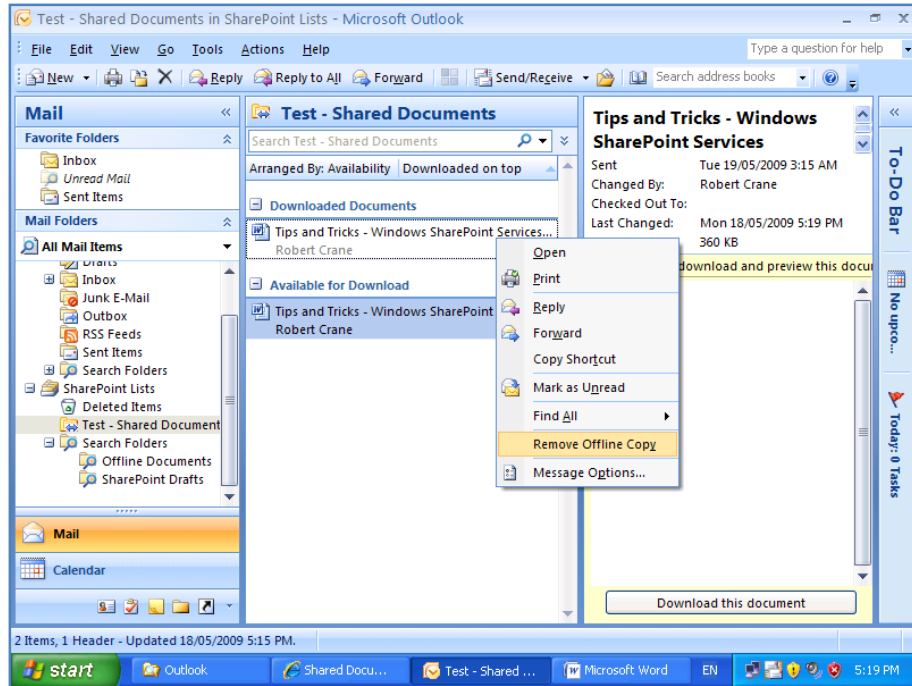 Test - Shared Documents in SharePoint Lists - Microsoft Outlook
File Edit View Go Tools Actions Help
Type a question for help
New Reply Reply to All Forward Send/Receive Search address books
Mail
Favorite Folders
Inbox
Unread Mail
Sent Items
Mail Folders
All Mail Items
Drafts
Inbox
Junk E-Mail
Outbox
RSS Feeds
Sent Items
Search Folders
SharePoint Lists
Deleted Items
Test - Shared Document
Search Folders
Offline Documents
SharePoint Drafts
Mail
Calendar
Test - Shared Documents
Search Test - Shared Documents
Arranged By: Availability Downloaded on top
Downloaded Documents
Tips and Tricks - Windows SharePoint Services...
Robert Crane
Available for Download
Tips and Tricks - Windows SharePoint
Robert Crane
Open
Print
Reply
Forward
Copy Shortcut
Mark as Unread
Find All
Remove Offline Copy
Message Options...
Tips and Tricks - Windows
SharePoint Services
Sent Tue 19/05/2009 3:15 AM
Changed By: Robert Crane
Checked Out To:
Last Changed: Mon 18/05/2009 5:19 PM
360 KB
download and preview this docu
Download this document
To-Do Bar
No upco...
Today: 0 Tasks
2 Items, 1 Header - Updated 18/05/2009 5:15 PM.
start Outlook Shared Docu... Test - Shared ... Microsoft Word EN 5:19 PM